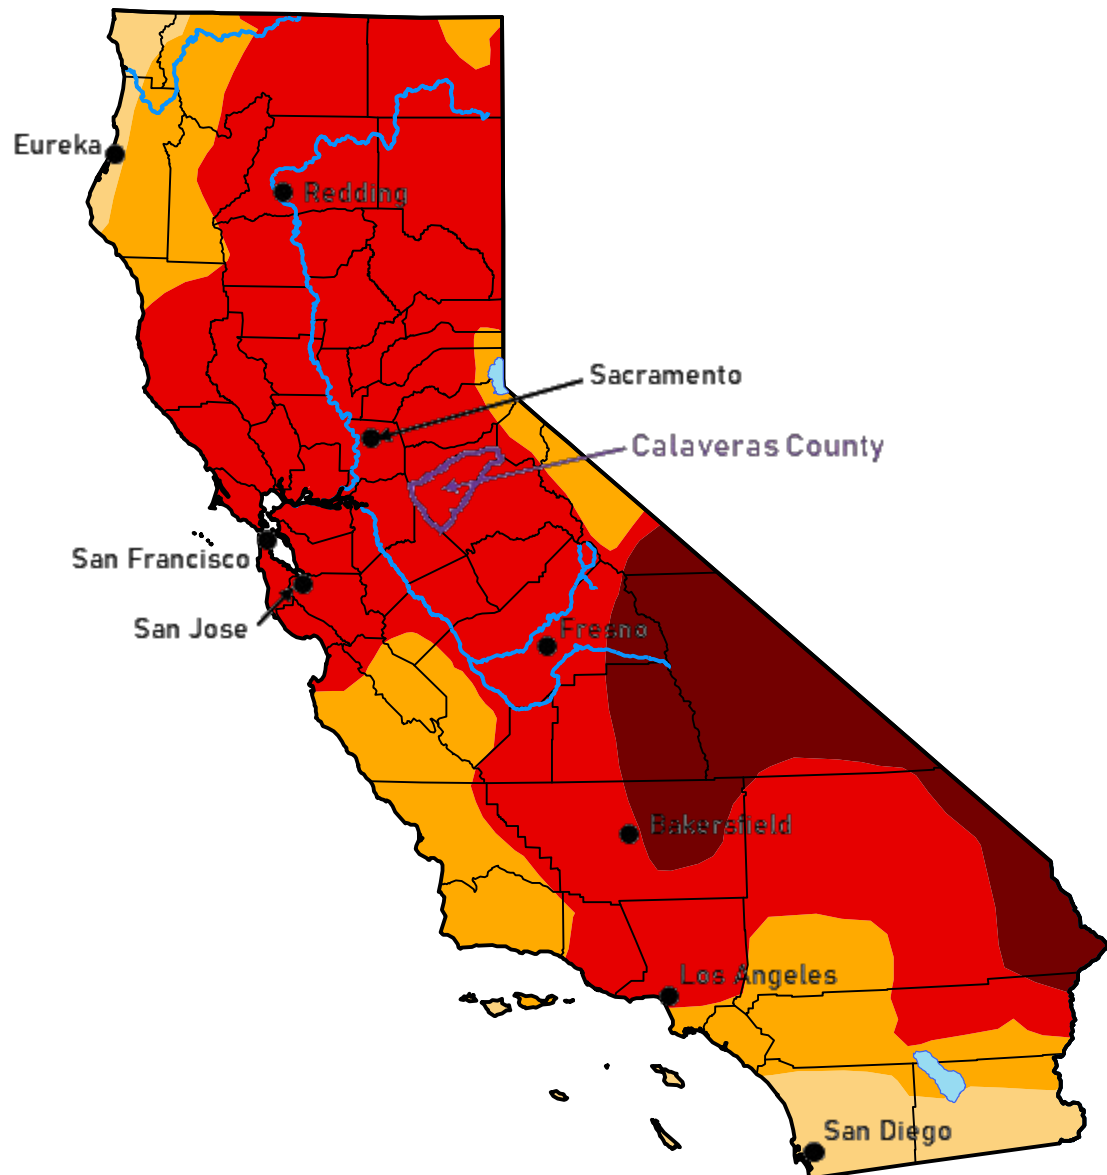 Eureka
Redding
Sacramento
Calaveras County
San Francisco
San Jose
Fresno
Bakersfield
Los Angeles
San Diego